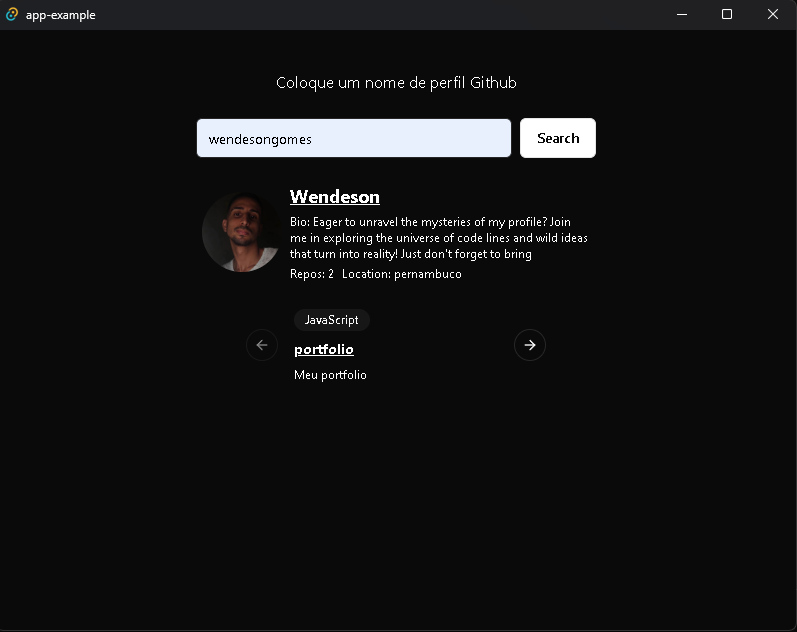 app-example
Coloque um nome de perfil Github
wendesongomes
Search
Wendeson
Bio: Eager to unravel the mysteries of my profile? Join
me in exploring the universe of code lines and wild ideas
that turn into reality! Just don't forget to bring
Repos: 2 Location: pernambuco
JavaScript
portfolio
Meu portfolio